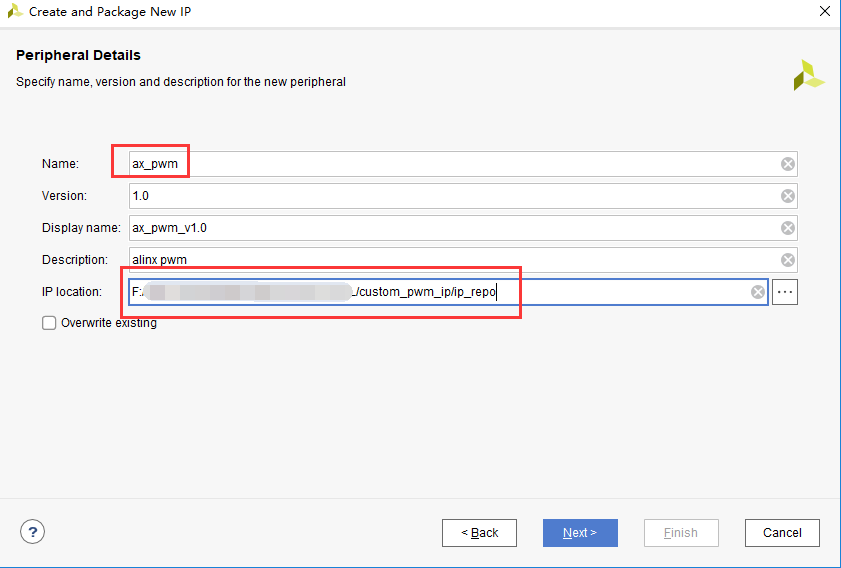 Create and Package New IP
Peripheral Details
Specify name, version and description for the new peripheral
Name: ax_pwm
Version: 1.0
Display name: ax_pwm_v1.0
Description: alinx pwm
IP location: F:/custom_pwm_ip/ip_repo
...
Overwrite existing
?
< Back
Next >
Finish
Cancel